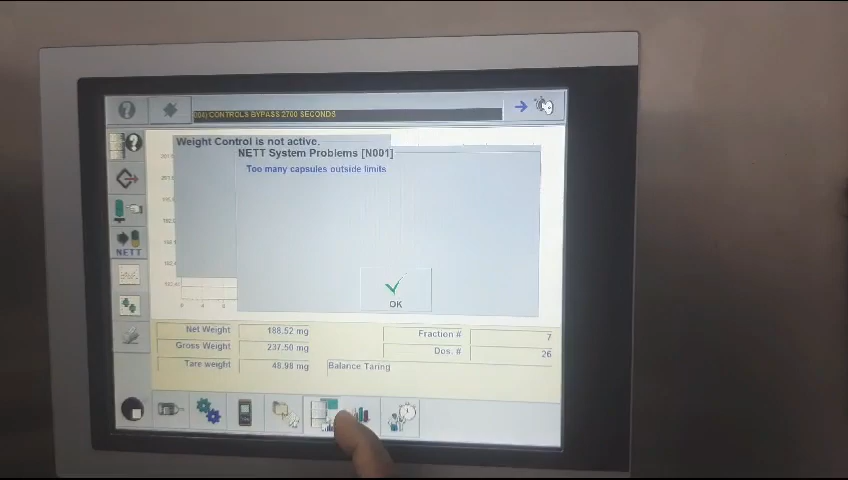 CONTROLS BYPASS 2700 SECONDS
Weight Control is not active.
NETT System Problems [N001]
Too many capsules outside limits
NETT
OK
Net Weight 188.52 mg
Fraction # 7
Gross Weight 237.50 mg
Dos. # 26
Tare weight 48.98 mg
Balance Taring